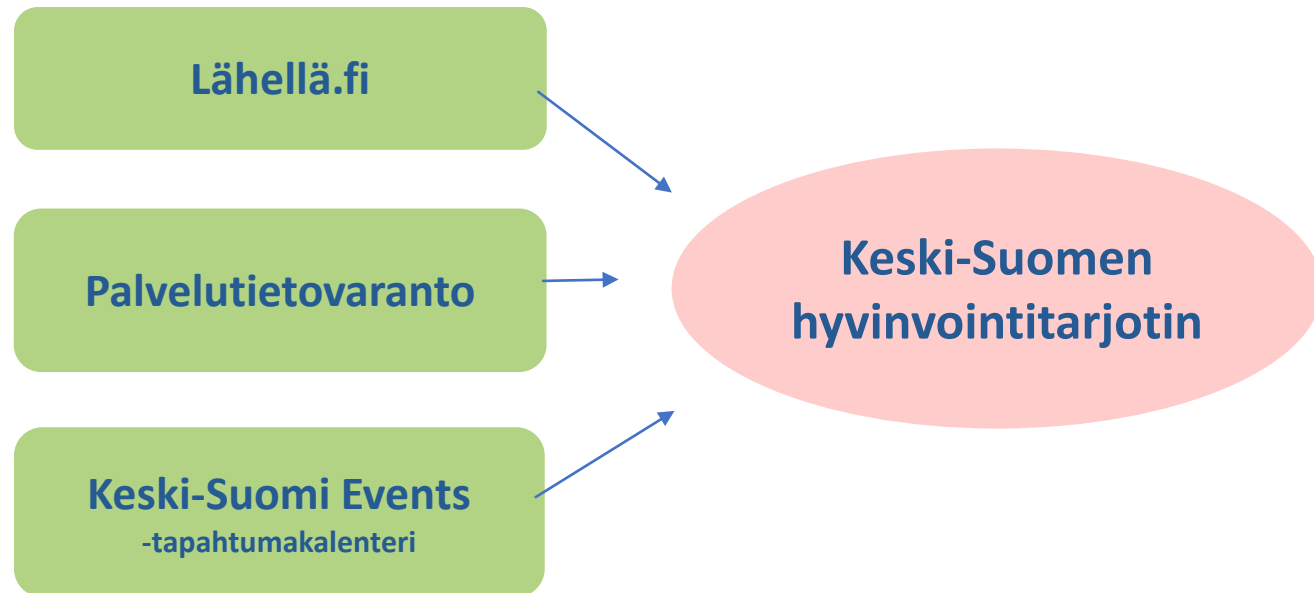 Lähellä.fi
Palvelutietovaranto
Keski-Suomi Events
-tapahtumakalenteri
Keski-Suomen
hyvinvointitarjotin